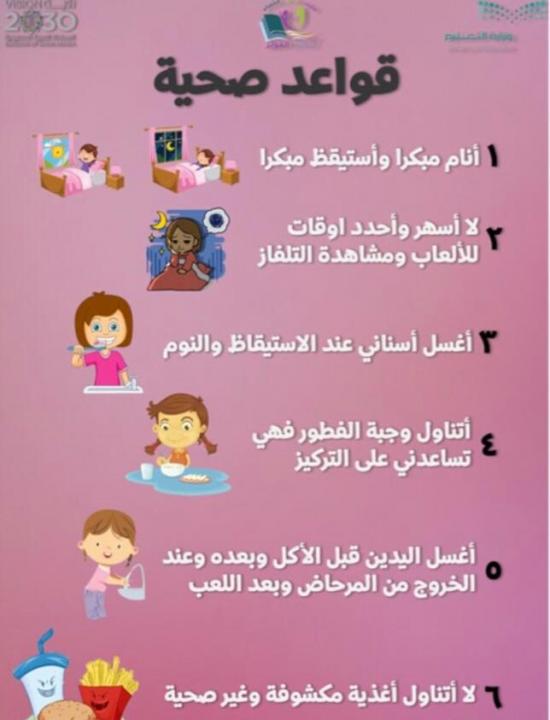 VISION رؤية
2030
وزارة التعليم
قواعد صحية
١ أنام مبكرا وأستيقظ مبكرا
٢ لا أسهر وأحدد اوقات
للألعاب ومشاهدة التلفاز
٣ أغسل أسناني عند الاستيقاظ والنوم
٤ أتناول وجبة الفطور فهي
تساعدني على التركيز
٥ أغسل اليدين قبل الأكل وبعده وعند
الخروج من المرحاض وبعد اللعب
٦ لا أتناول أغذية مكشوفة وغير صحية